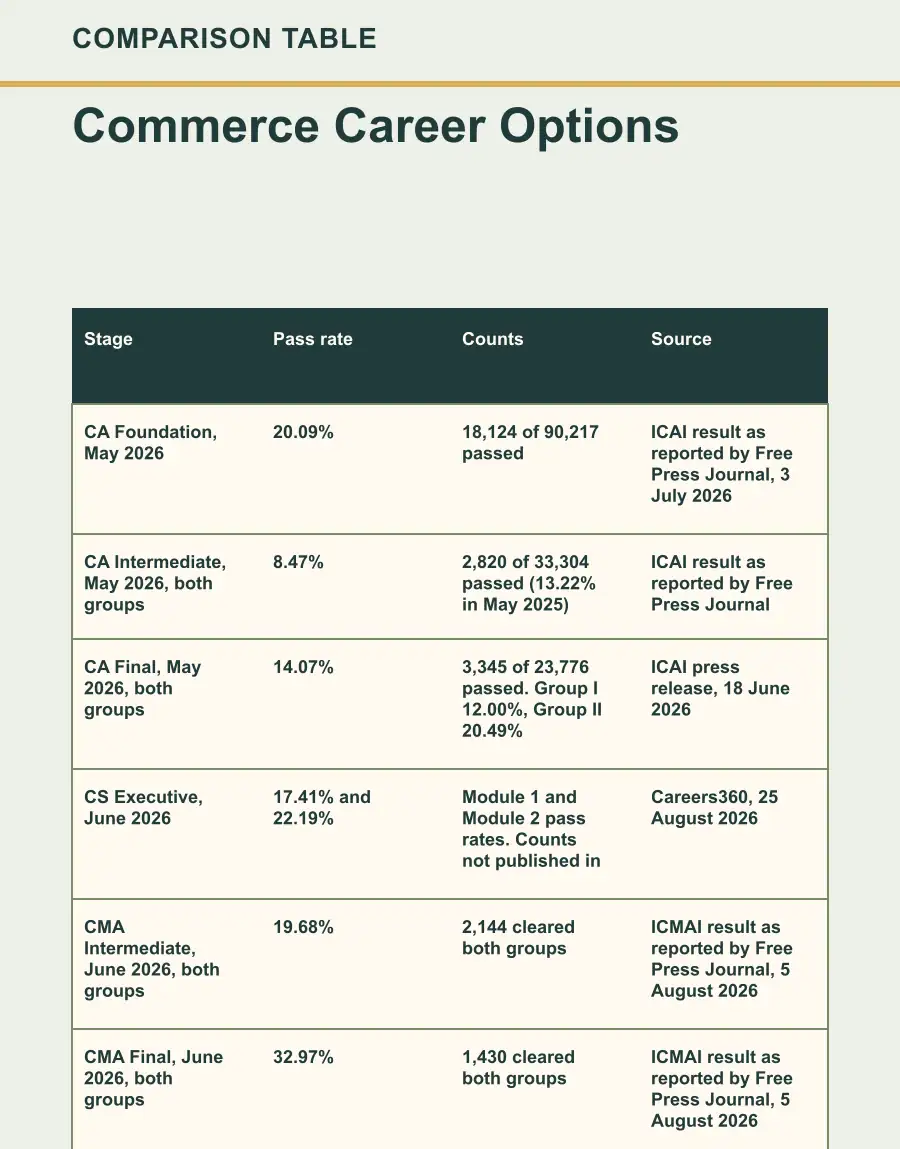 COMPARISON TABLE
Commerce Career Options
Stage
Pass rate
Counts
Source
CA Foundation,
May 2026
20.09%
18,124 of 90,217
passed
ICAI result as
reported by Free
Press Journal, 3
July 2026
CA Intermediate,
May 2026, both
groups
8.47%
2,820 of 33,304
passed (13.22%
in May 2025)
ICAI result as
reported by Free
Press Journal
CA Final, May
2026, both
groups
14.07%
3,345 of 23,776
passed. Group I
12.00%, Group II
20.49%
ICAI press
release, 18 June
2026
CS Executive,
June 2026
17.41% and
22.19%
Module 1 and
Module 2 pass
rates. Counts
not published in
Careers360, 25
August 2026
CMA
Intermediate,
June 2026, both
groups
19.68%
2,144 cleared
both groups
ICMAI result as
reported by Free
Press Journal, 5
August 2026
CMA Final, June
2026, both
groups
32.97%
1,430 cleared
both groups
ICMAI result as
reported by Free
Press Journal, 5
August 2026